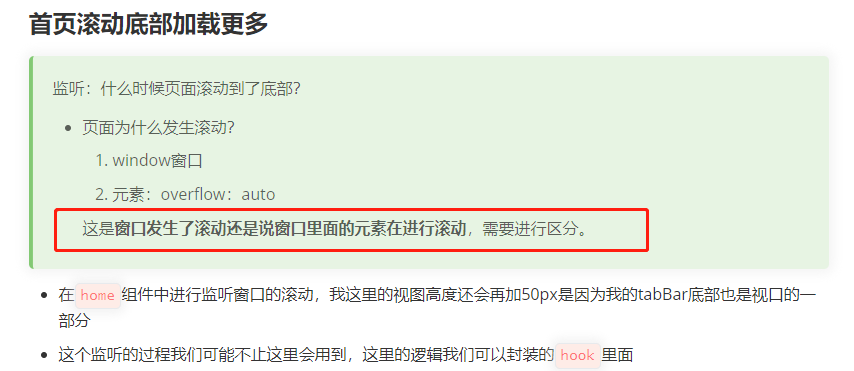 首页滚动底部加载更多
监听：什么时候页面滚动到了底部？
页面为什么发生滚动？
1. window窗口
2. 元素：overflow：auto
这是窗口发生了滚动还是说窗口里面的元素在进行滚动，需要进行区分。
在home组件中进行监听窗口的滚动，我这里的视图高度还会再加50px是因为我的tabBar底部也是视口的一
部分
这个监听的过程我们可能不止这里会用到，这里的逻辑我们可以封装的hook里面